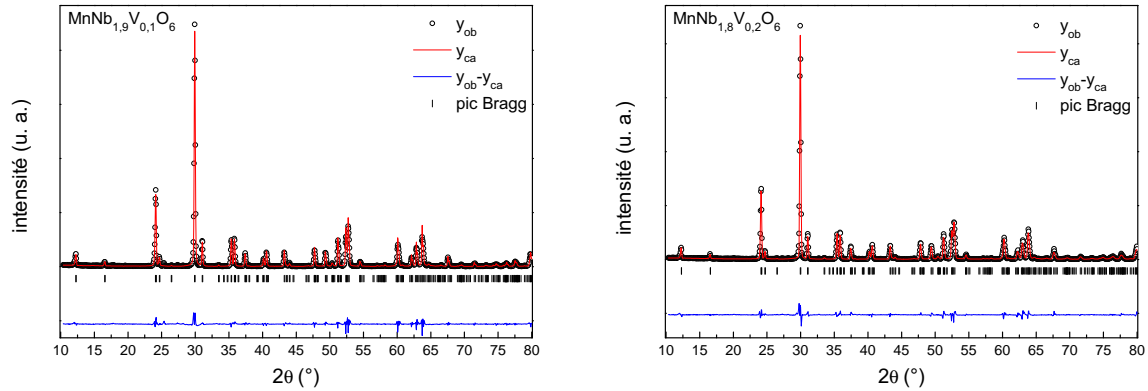 MnNb1,9V0,1O6
yob
yca
yob-yca
pic Bragg
intensité (u. a.)
10 15 20 25 30 35 40 45 50 55 60 65 70 75 80
2θ (°)
MnNb1,8V0,2O6
yob
yca
yob-yca
pic Bragg
intensité (u. a.)
10 15 20 25 30 35 40 45 50 55 60 65 70 75 80
2θ (°)